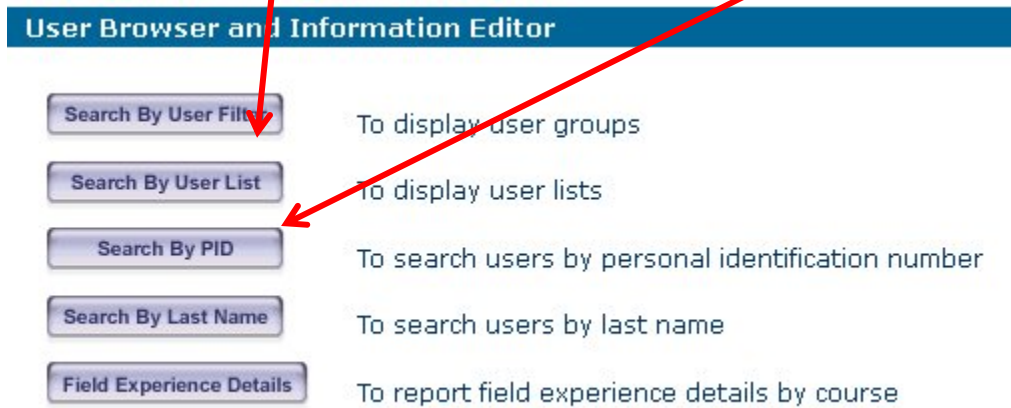 User Browser and Information Editor
Search By User Filter To display user groups
Search By User List To display user lists
Search By PID To search users by personal identification number
Search By Last Name To search users by last name
Field Experience Details To report field experience details by course